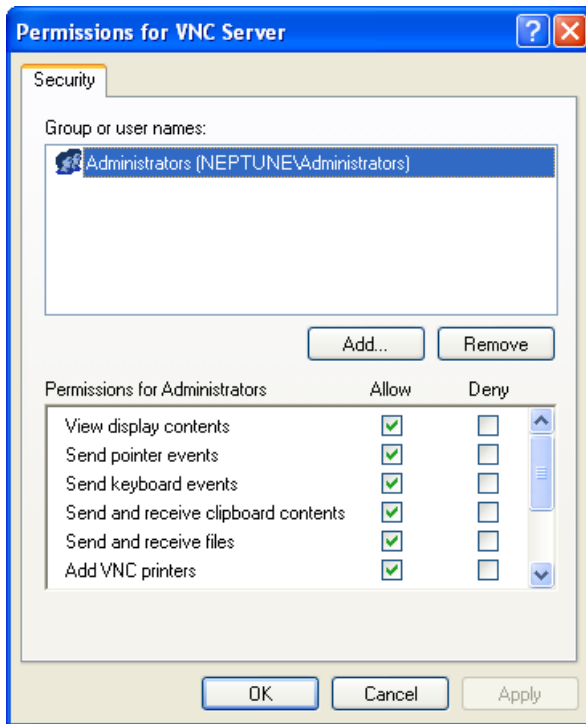 Permissions for VNC Server
Security
Group or user names:
Administrators (NEPTUNE\Administrators)
Add...
Remove
Permissions for Administrators Allow Deny
View display contents
Send pointer events
Send keyboard events
Send and receive clipboard contents
Send and receive files
Add VNC printers
OK
Cancel
Apply